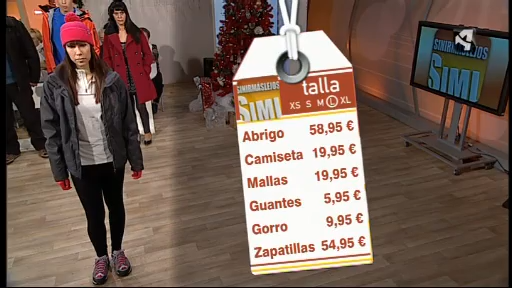 SINIRMASLEJOS
SIMI
talla
XS S M L XL
Abrigo 58,95 €
Camiseta 19,95 €
Mallas 19,95 €
Guantes 5,95 €
Gorro 9,95 €
Zapatillas 54,95 €
SINIRMASLEJOS
SIMI
4